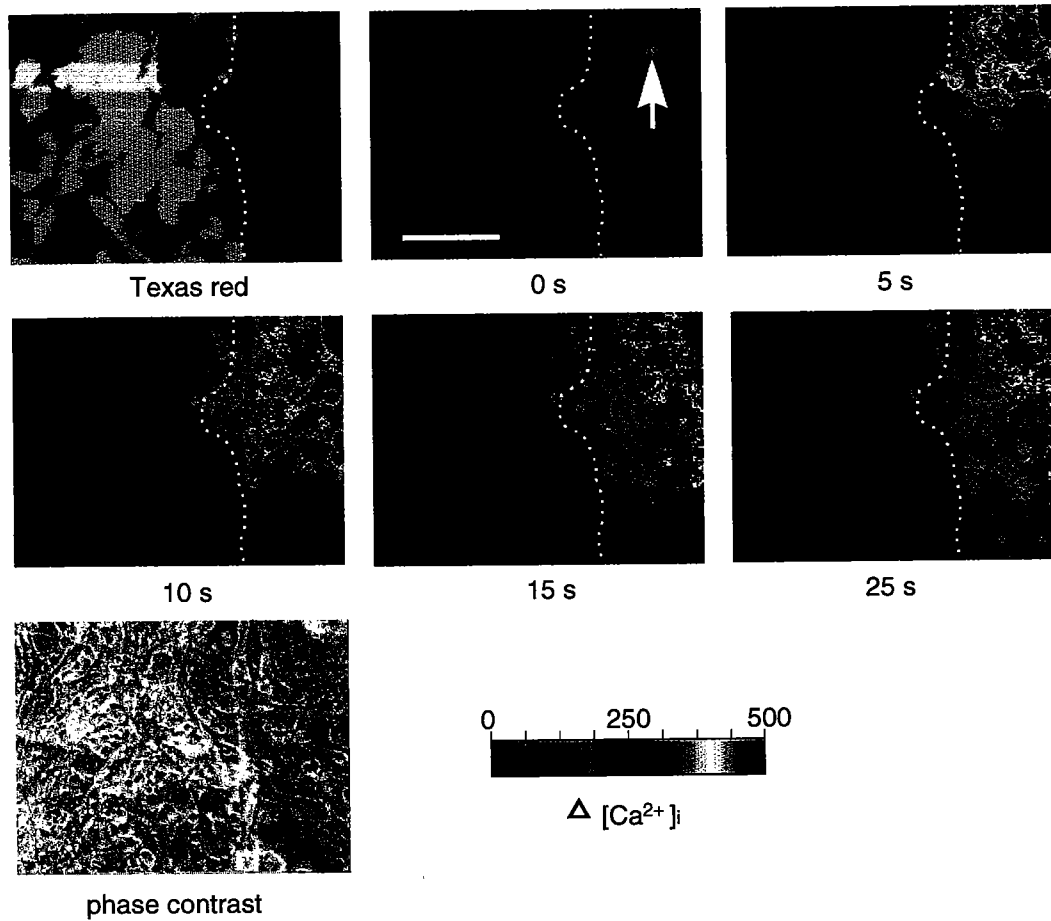 Texas red
0 s
5 s
10 s
15 s
25 s
phase contrast
0 250 500
Δ [Ca²⁺]i